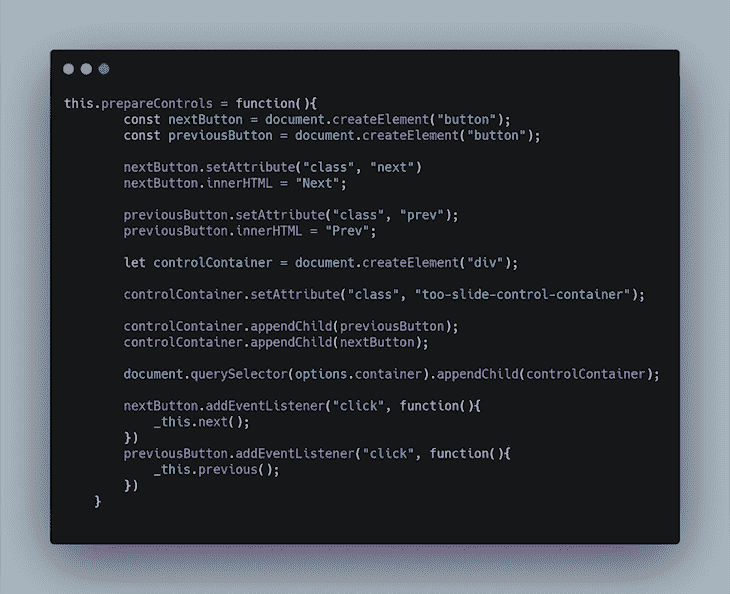 this.prepareControls = function(){
const nextButton = document.createElement("button");
const previousButton = document.createElement("button");
nextButton.setAttribute("class", "next")
nextButton.innerHTML = "Next";
previousButton.setAttribute("class", "prev");
previousButton.innerHTML = "Prev";
let controlContainer = document.createElement("div");
controlContainer.setAttribute("class", "too-slide-control-container");
controlContainer.appendChild(previousButton);
controlContainer.appendChild(nextButton);
document.querySelector(options.container).appendChild(controlContainer);
nextButton.addEventListener("click", function(){
_this.next();
})
previousButton.addEventListener("click", function(){
_this.previous();
})
}